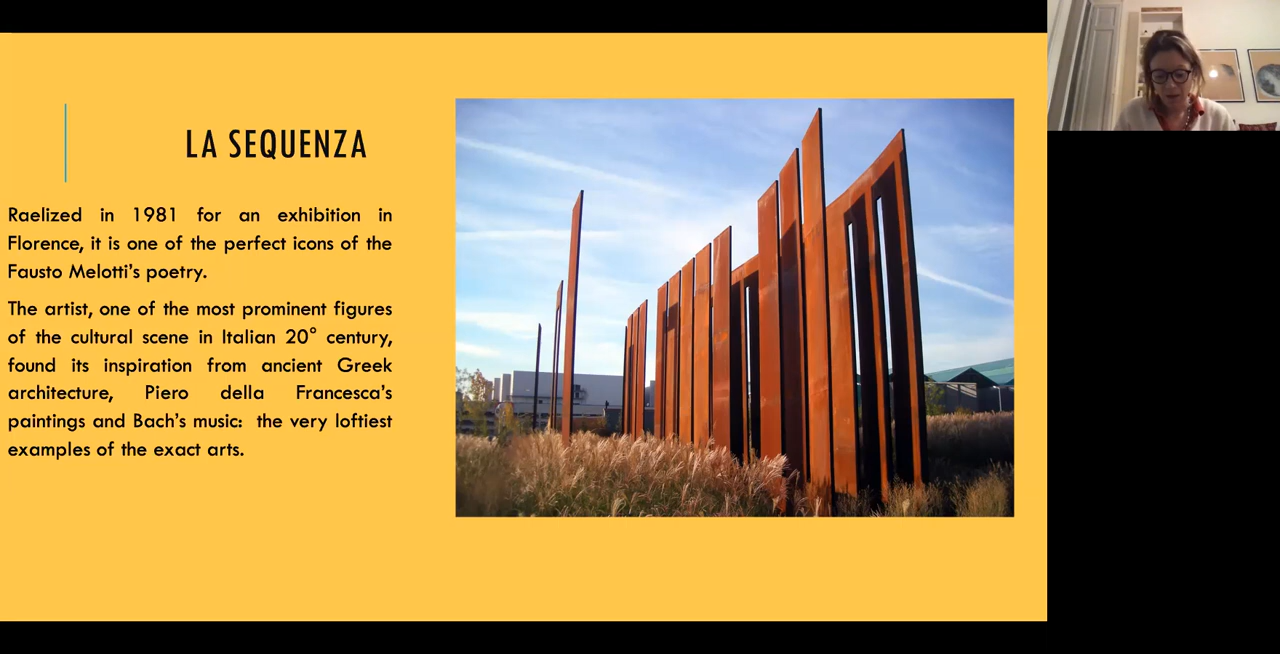 LA SEQUENZA
Raelized in 1981 for an exhibition in
Florence, it is one of the perfect icons of the
Fausto Melotti's poetry.
The artist, one of the most prominent figures
of the cultural scene in Italian 20° century,
found its inspiration from ancient Greek
architecture, Piero della Francesca's
paintings and Bach's music:  the very loftiest
examples of the exact arts.